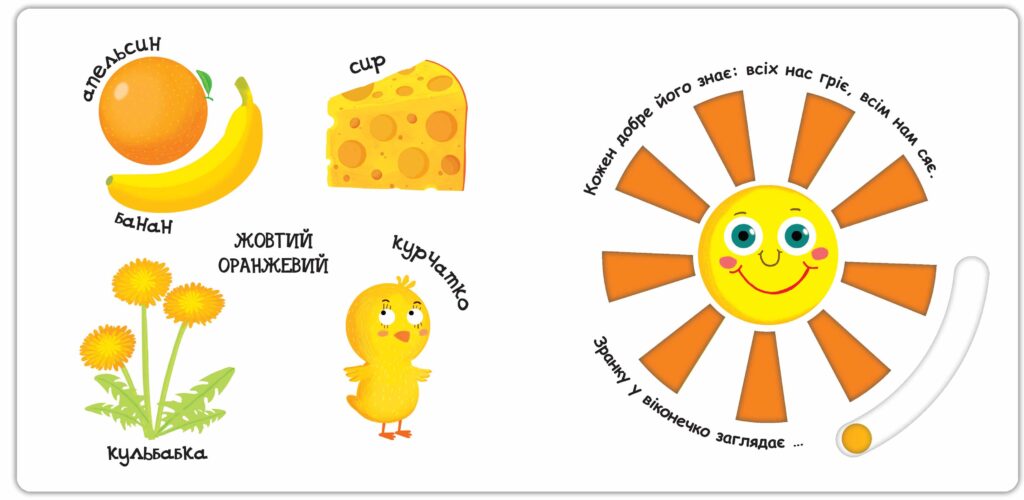 апельсин
банан
сир
ЖОВТИЙ
ОРАНЖЕВИЙ
кульбабка
курчатко
Кожен добре його знає: всіх нас гріє, всім нам сяє.
Зранку у віконечко заглядає ...